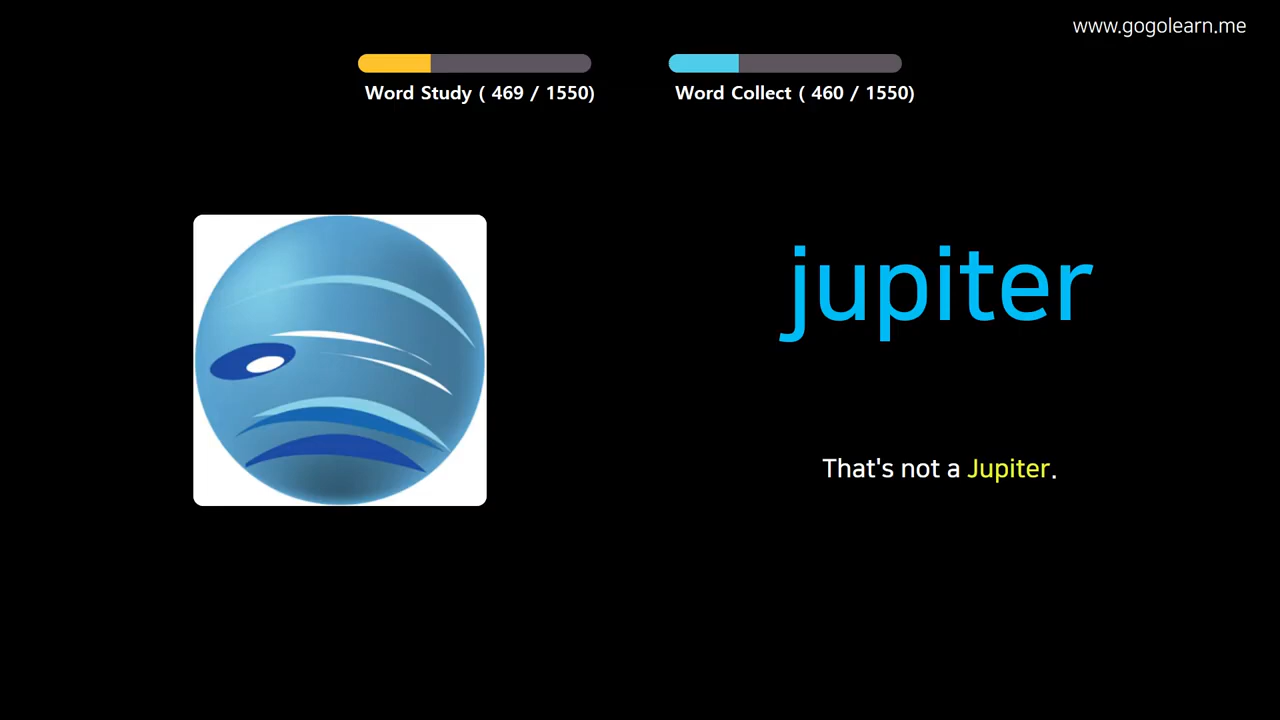 www.gogolearn.me
Word Study ( 469 / 1550)
Word Collect ( 460 / 1550)
jupiter
That's not a Jupiter.